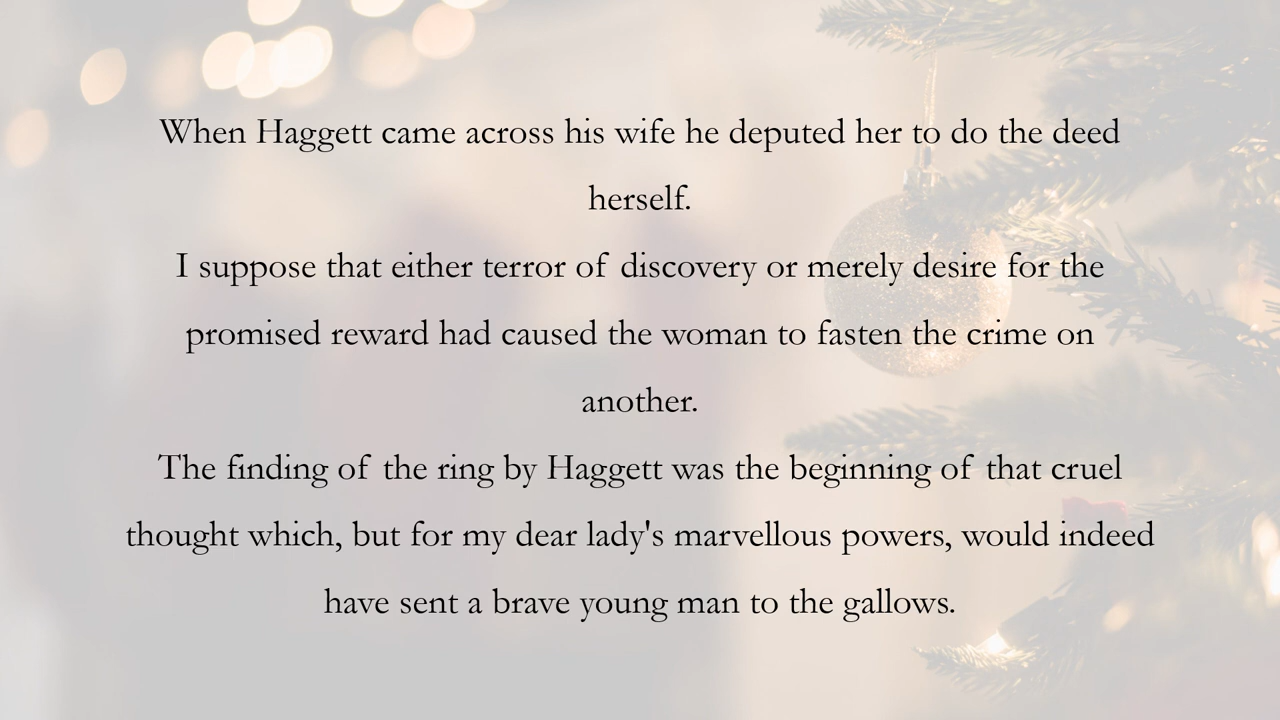 When Haggett came across his wife he deputed her to do the deed
herself.
I suppose that either terror of discovery or merely desire for the
promised reward had caused the woman to fasten the crime on
another.
The finding of the ring by Haggett was the beginning of that cruel
thought which, but for my dear lady's marvellous powers, would indeed
have sent a brave young man to the gallows.